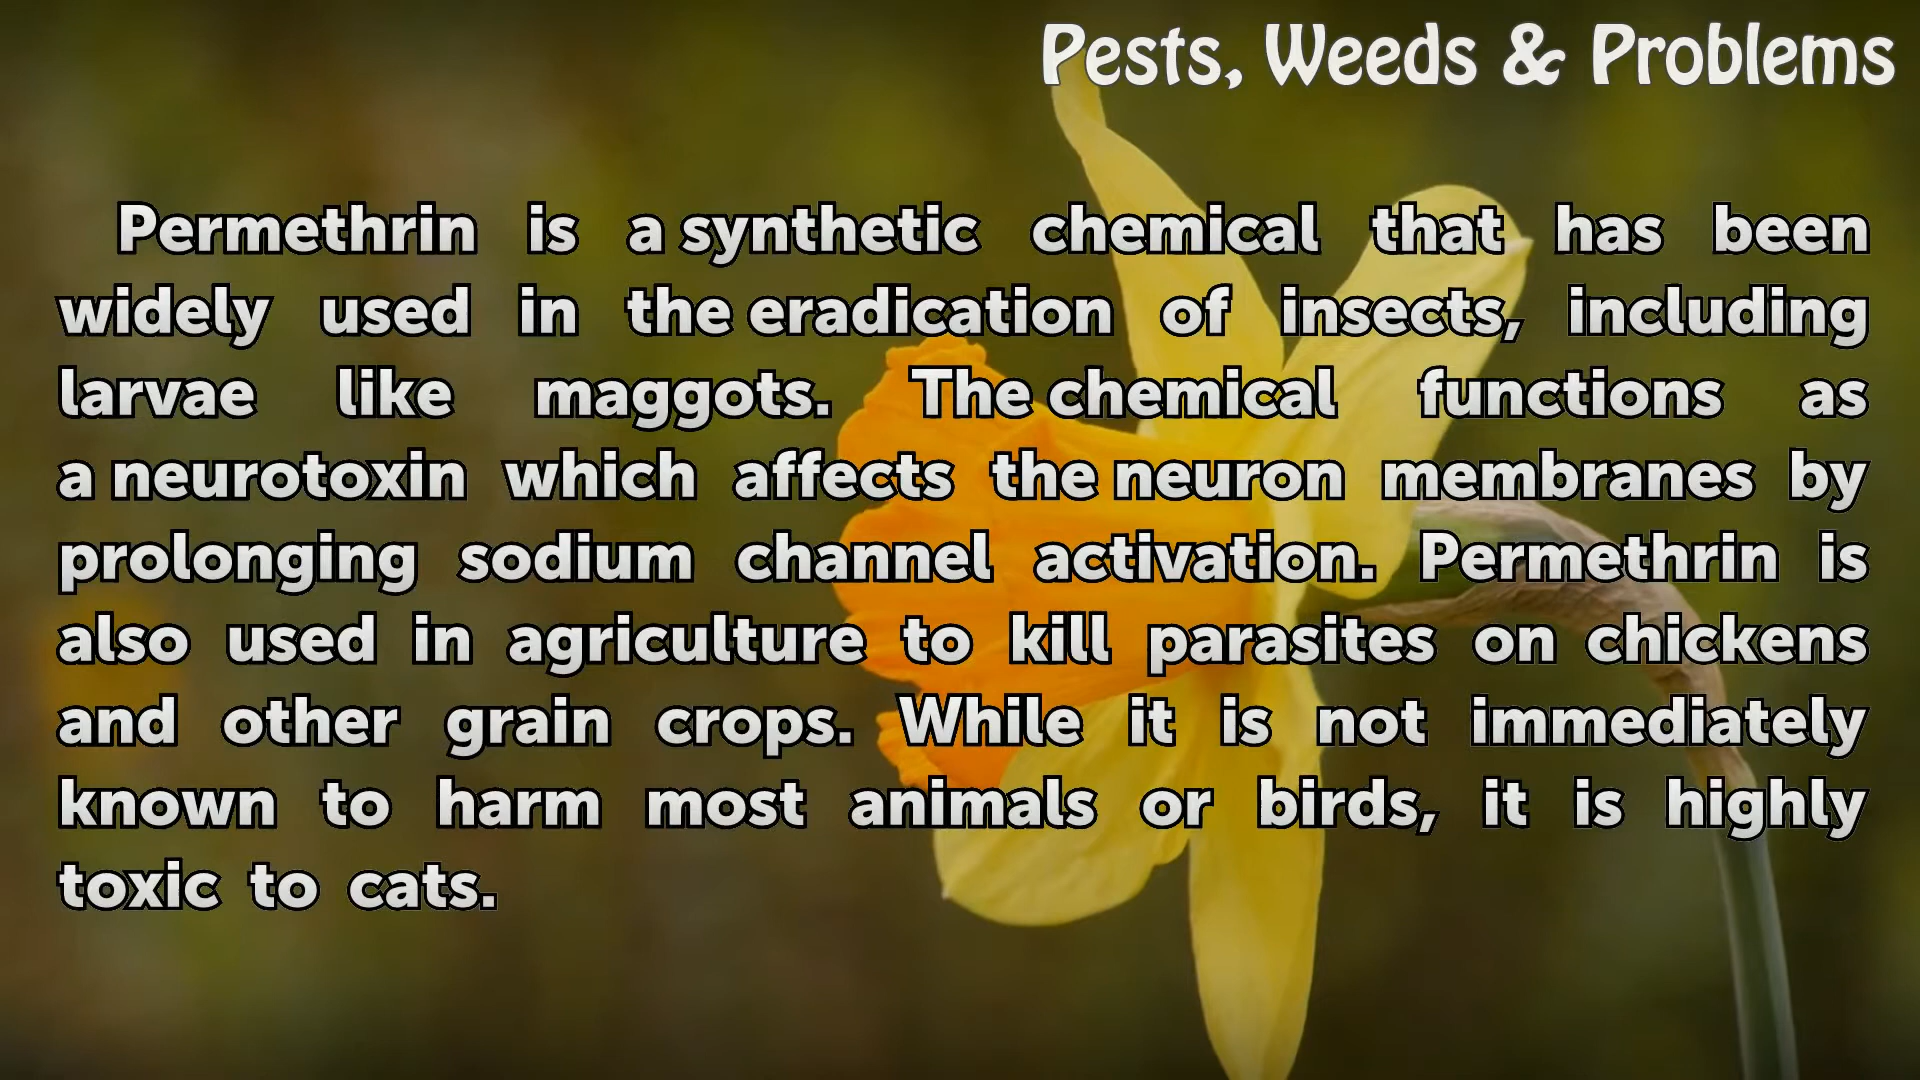 Pests, Weeds & Problems
Permethrin is a synthetic chemical that has been
widely used in the eradication of insects, including
larvae like maggots. The chemical functions as
a neurotoxin which affects the neuron membranes by
prolonging sodium channel activation. Permethrin is
also used in agriculture to kill parasites on chickens
and other grain crops. While it is not immediately
known to harm most animals or birds, it is highly
toxic to cats.